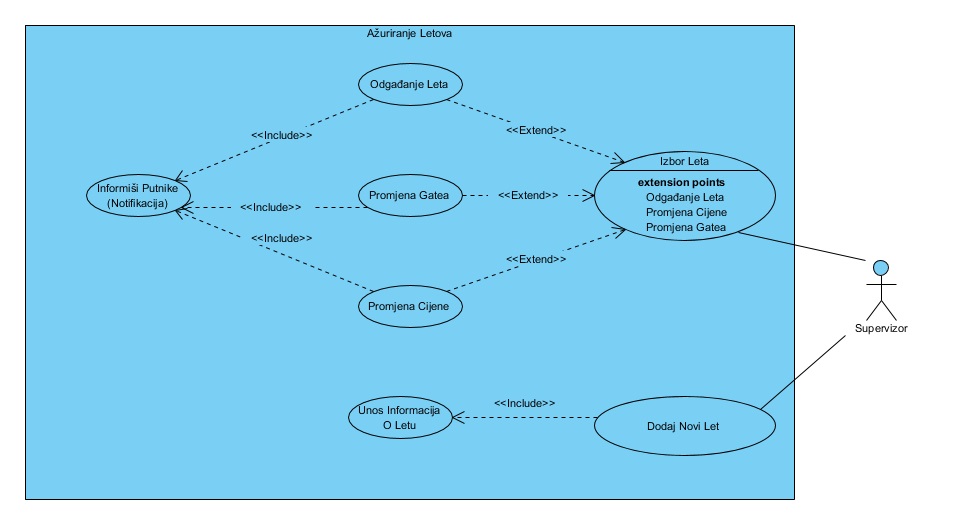 Ažuriranje Letova
Odgađanje Leta
<<Include>>
<<Extend>>
Izbor Leta
extension points
Odgađanje Leta
Promjena Cijene
Promjena Gatea
Informiši Putnike
(Notifikacija)
<<Include>>
Promjena Gatea
<<Extend>>
<<Include>>
<<Extend>>
Promjena Cijene
Supervizor
Unos Informacija
O Letu
<<Include>>
Dodaj Novi Let